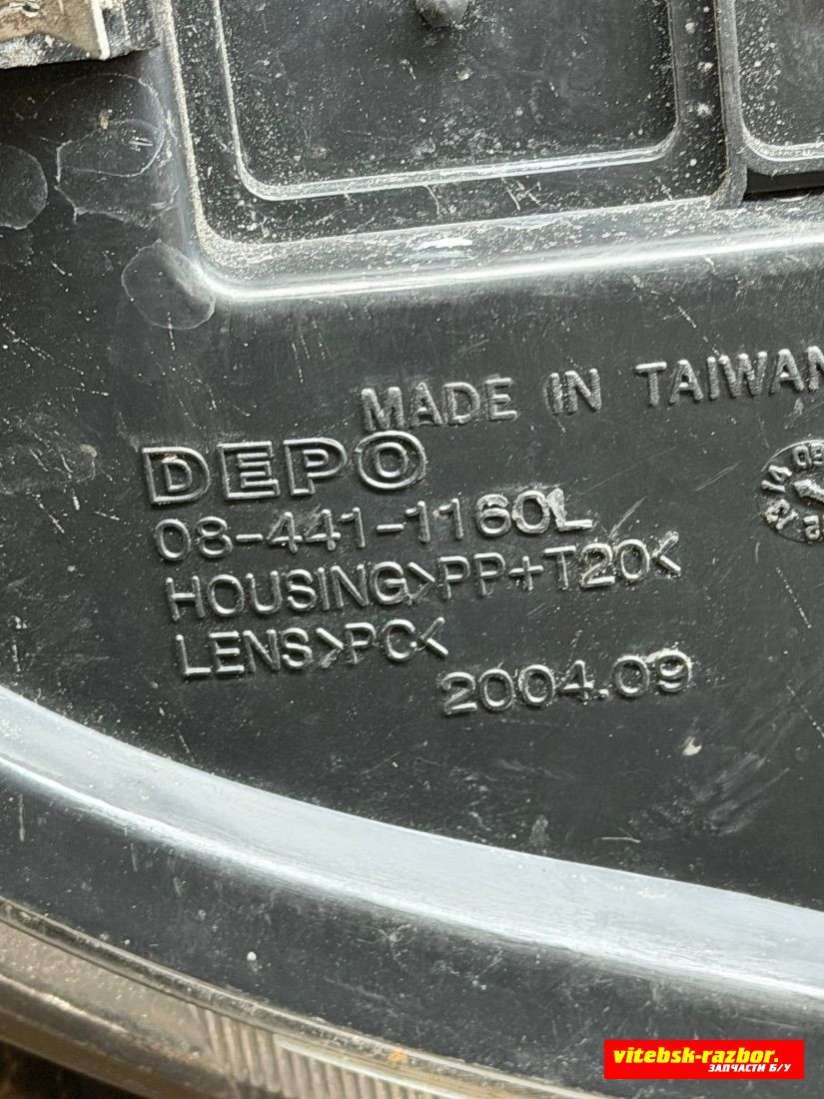 MADE IN TAIWAN
DEPO
08-441-1160L
HOUSING>PP+T20<
LENS>PC<
2004.09
vitebsk-razbor.
ЗАПЧАСТИ Б/У